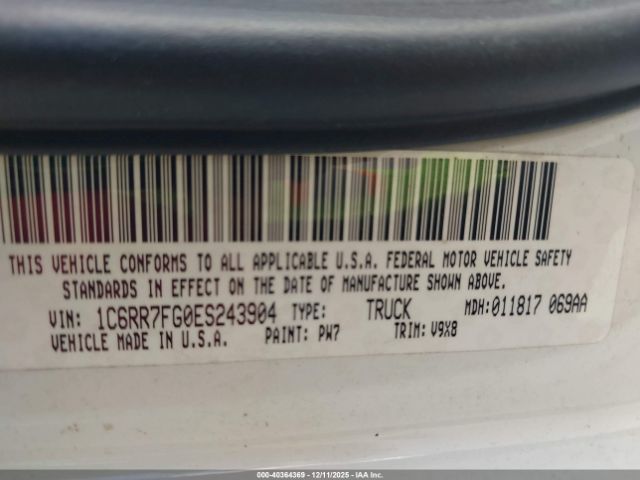 THIS VEHICLE CONFORMS TO ALL APPLICABLE U.S.A. FEDERAL MOTOR VEHICLE SAFETY
STANDARDS IN EFFECT ON THE DATE OF MANUFACTURE SHOWN ABOVE.
VIN: 1C6RR7FG0ES243904 TYPE: TRUCK MDH:011817 069AA
VEHICLE MADE IN U.S.A. PAINT: PW7 TRIM: V9X8
000-40364369 | 12/11/2025 - ©IAA, Inc.